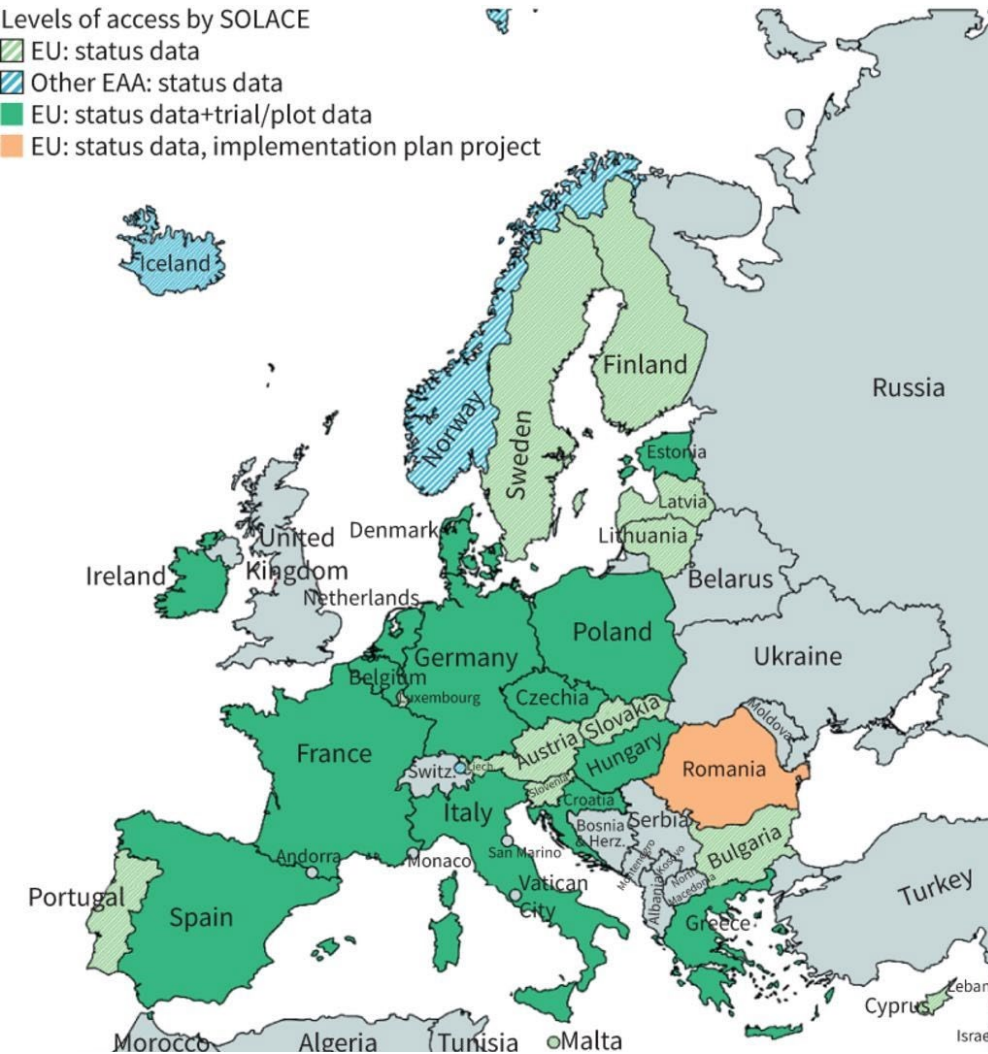 Levels of access by SOLACE
EU: status data
Other EAA: status data
EU: status data+trial/plot data
EU: status data, implementation plan project
Iceland
Norway
Sweden
Finland
Russia
Estonia
Latvia
Lithuania
Denmark
United
Kingdom
Ireland
Netherlands
Belarus
Poland
Germany
Belgium
Luxembourg
Czechia
Ukraine
Slovakia
Austria
Hungary
Moldova
France
Switz.
Liech.
Slovenia
Croatia
Romania
Italy
Bosnia
& Herz.
Serbia
San Marino
Monaco
Andorra
Montenegro
Kosovo
Bulgaria
North
Macedonia
Albania
Vatican
City
Portugal
Spain
Greece
Turkey
Cyprus
Leban
Israe
Morocco
Algeria
Tunisia
Malta